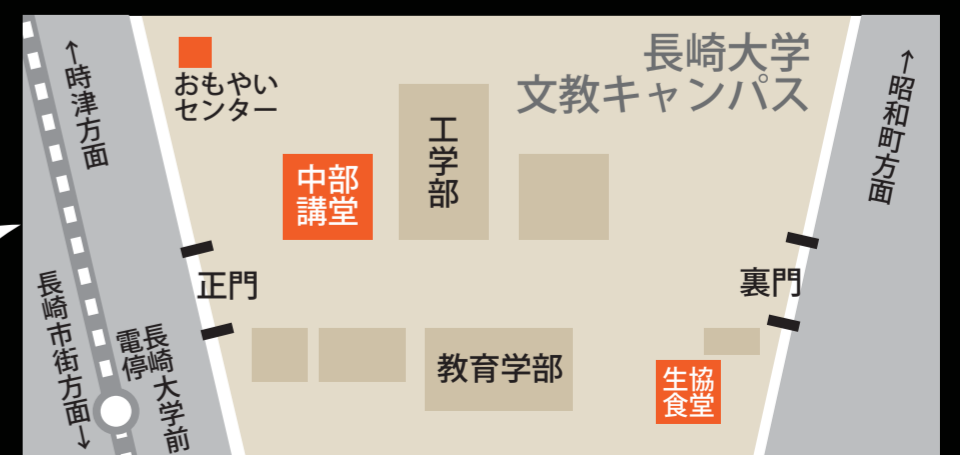 長崎大学
文教キャンパス
←時津方面
おもやい
センター
工学部
中部
講堂
←昭和町方面
正門
裏門
長崎市街方面→
長崎大学前
電停
教育学部
生協
食堂